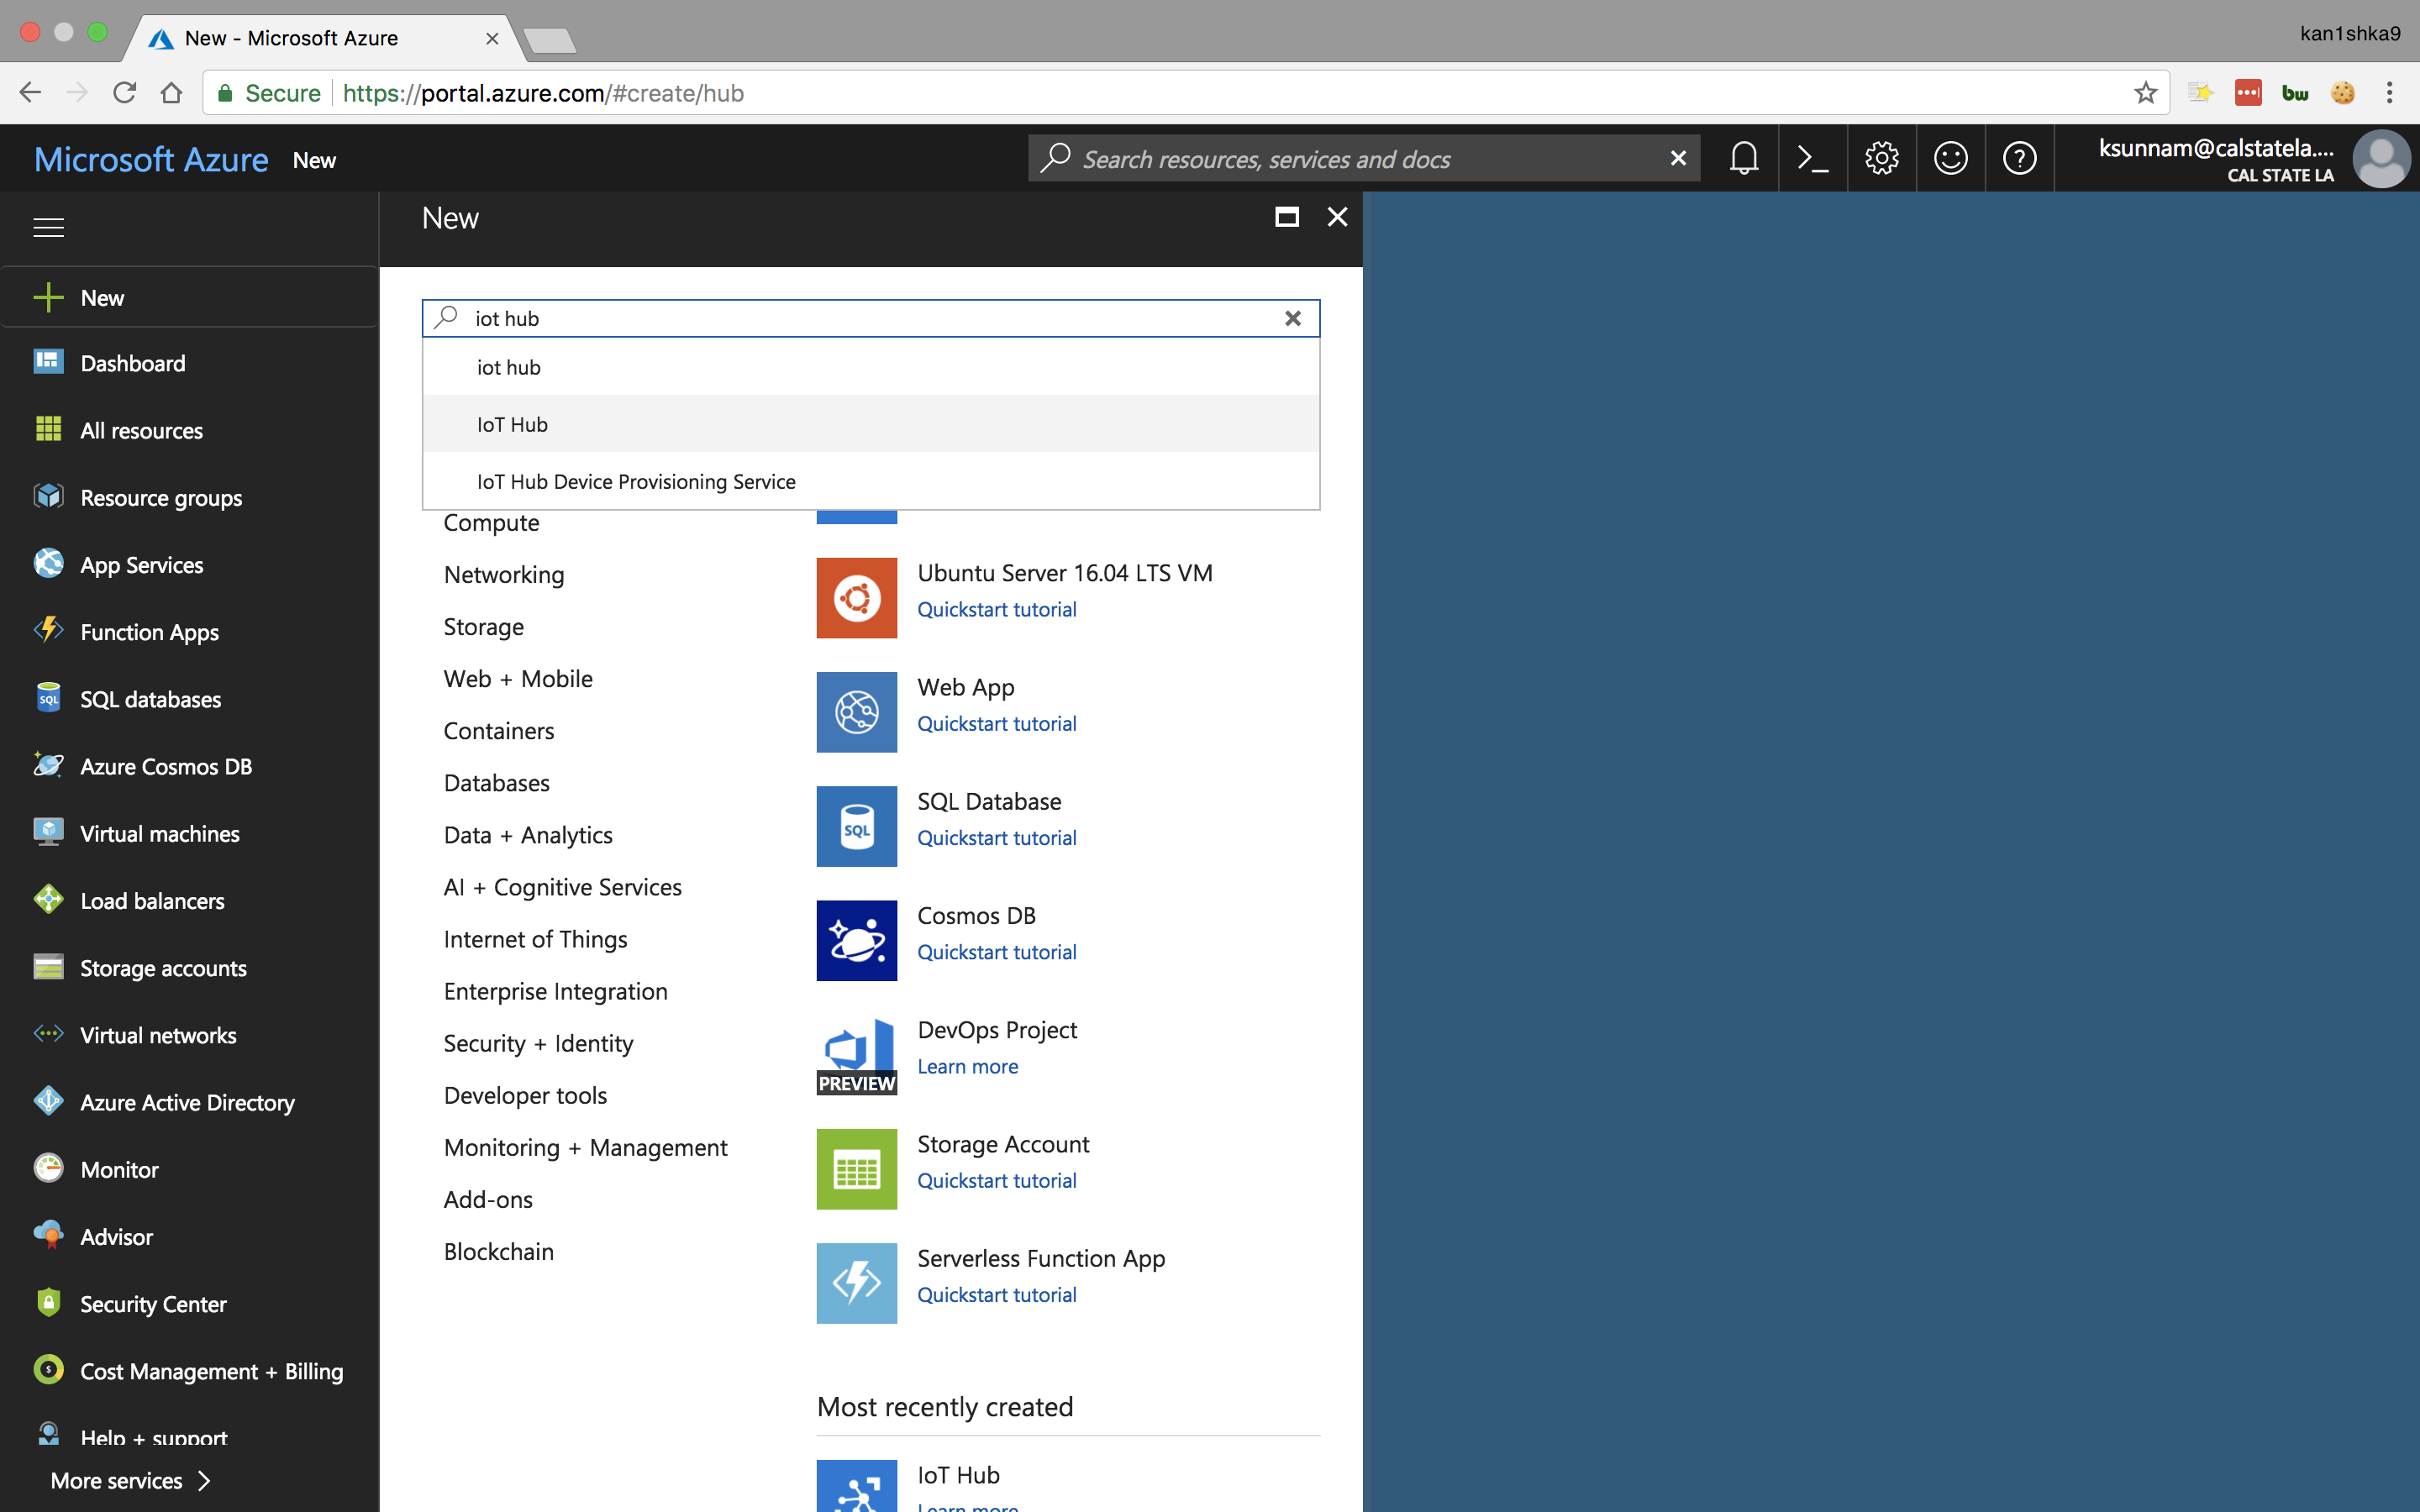 New - Microsoft Azure
kan1shka9
Secure https://portal.azure.com/#create/hub
bw
Microsoft Azure New
Search resources, services and docs
ksunnam@calstatela....
CAL STATE LA
New
New
Dashboard
All resources
Resource groups
App Services
Function Apps
SQL
SQL databases
Azure Cosmos DB
Virtual machines
Load balancers
Storage accounts
Virtual networks
Azure Active Directory
Monitor
Advisor
Security Center
Cost Management + Billing
Help + support
More services
iot hub
iot hub
IoT Hub
IoT Hub Device Provisioning Service
Compute
Networking
Storage
Web + Mobile
Containers
Databases
Data + Analytics
AI + Cognitive Services
Internet of Things
Enterprise Integration
Security + Identity
Developer tools
Monitoring + Management
Add-ons
Blockchain
Ubuntu Server 16.04 LTS VM
Quickstart tutorial
Web App
Quickstart tutorial
SQL
SQL Database
Quickstart tutorial
Cosmos DB
Quickstart tutorial
DevOps Project
Learn more
PREVIEW
Storage Account
Quickstart tutorial
Serverless Function App
Quickstart tutorial
Most recently created
IoT Hub
Learn more